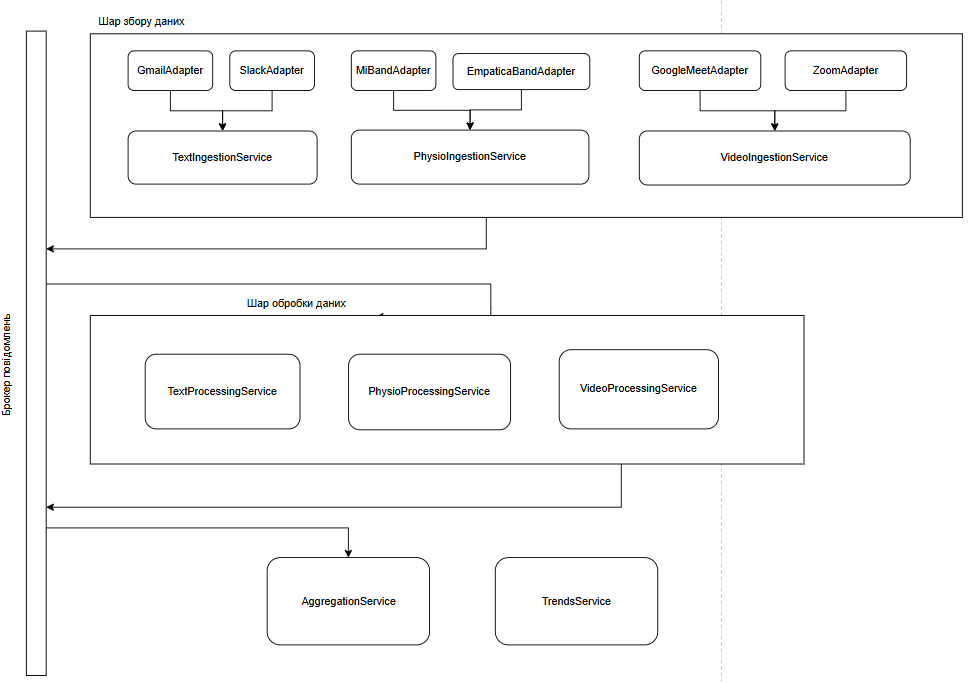 Шар збору даних
GmailAdapter
SlackAdapter
MiBandAdapter
EmpaticaBandAdapter
GoogleMeetAdapter
ZoomAdapter
TextIngestionService
PhysioIngestionService
VideoIngestionService
Брокер повідомлень
Шар обробки даних
TextProcessingService
PhysioProcessingService
VideoProcessingService
AggregationService
TrendsService